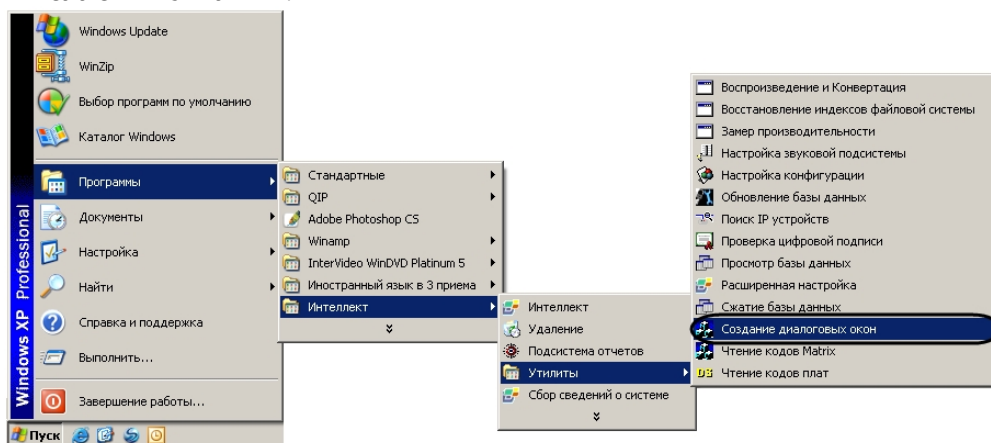 Windows Update
WinZip
Выбор программ по умолчанию
Каталог Windows
Программы
Документы
Настройка
Найти
Справка и поддержка
Выполнить...
Завершение работы...
Windows XP Professional
Пуск
Стандартные
QIP
Adobe Photoshop CS
Winamp
InterVideo WinDVD Platinum 5
Иностранный язык в 3 приема
Интеллект
Интеллект
Удаление
Подсистема отчетов
Утилиты
Сбор сведений о системе
Воспроизведение и Конвертация
Восстановление индексов файловой системы
Замер производительности
Настройка звуковой подсистемы
Настройка конфигурации
Обновление базы данных
Поиск IP устройств
Проверка цифровой подписи
Просмотр базы данных
Расширенная настройка
Сжатие базы данных
Создание диалоговых окон
Чтение кодов Matrix
Чтение кодов плат